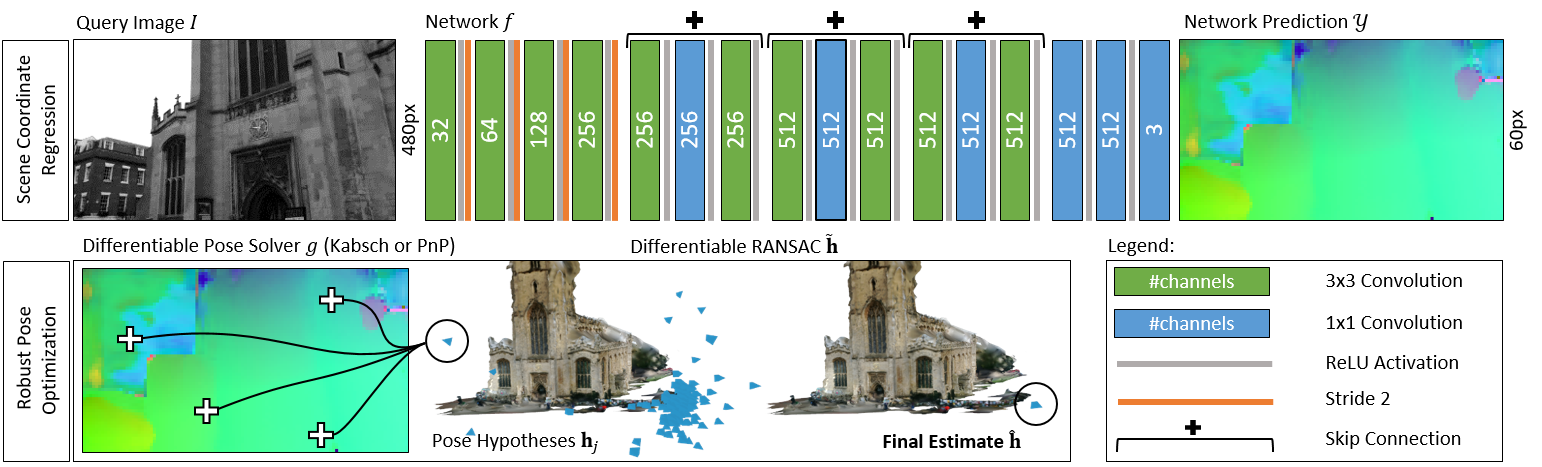 Query Image I
Network f
Network Prediction 𝒴
Scene Coordinate
Regression
480px
32
64
128
256
256
256
256
512
512
512
512
512
512
512
512
3
60px
Differentiable Pose Solver g (Kabsch or PnP)
Differentiable RANSAC h̃
Legend:
Robust Pose
Optimization
Pose Hypotheses hⱼ
Final Estimate ĥ
#channels
3x3 Convolution
#channels
1x1 Convolution
ReLU Activation
Stride 2
Skip Connection